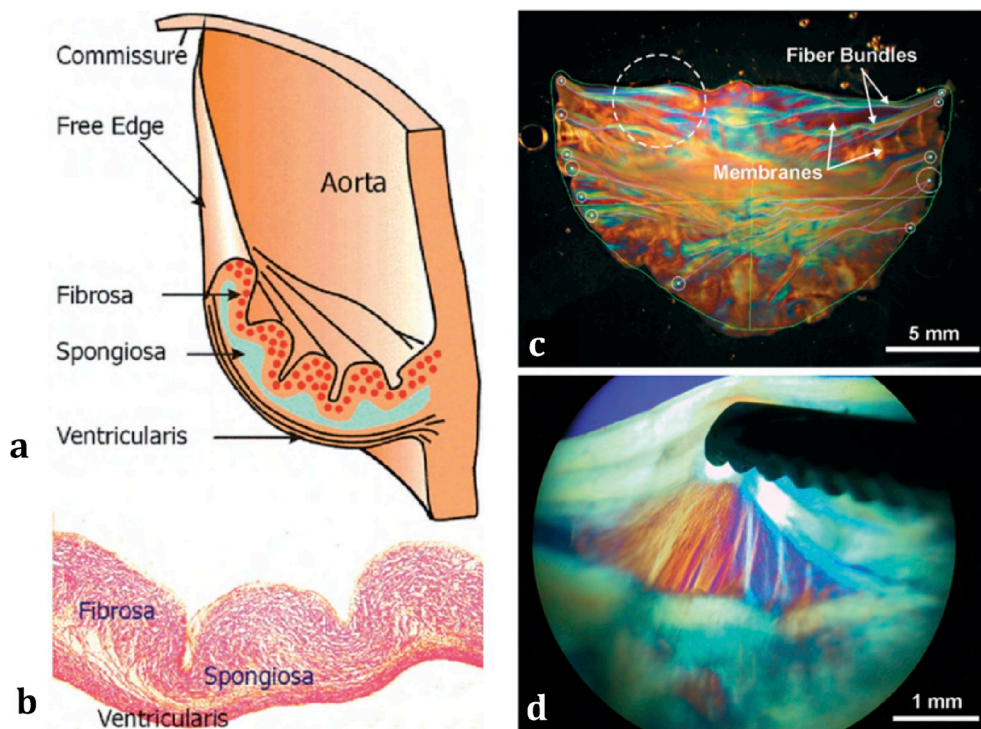 a
Commissure
Free Edge
Aorta
Fibrosa
Spongiosa
Ventricularis
b
Fibrosa
Spongiosa
Ventricularis
c
Fiber Bundles
Membranes
5 mm
d
1 mm